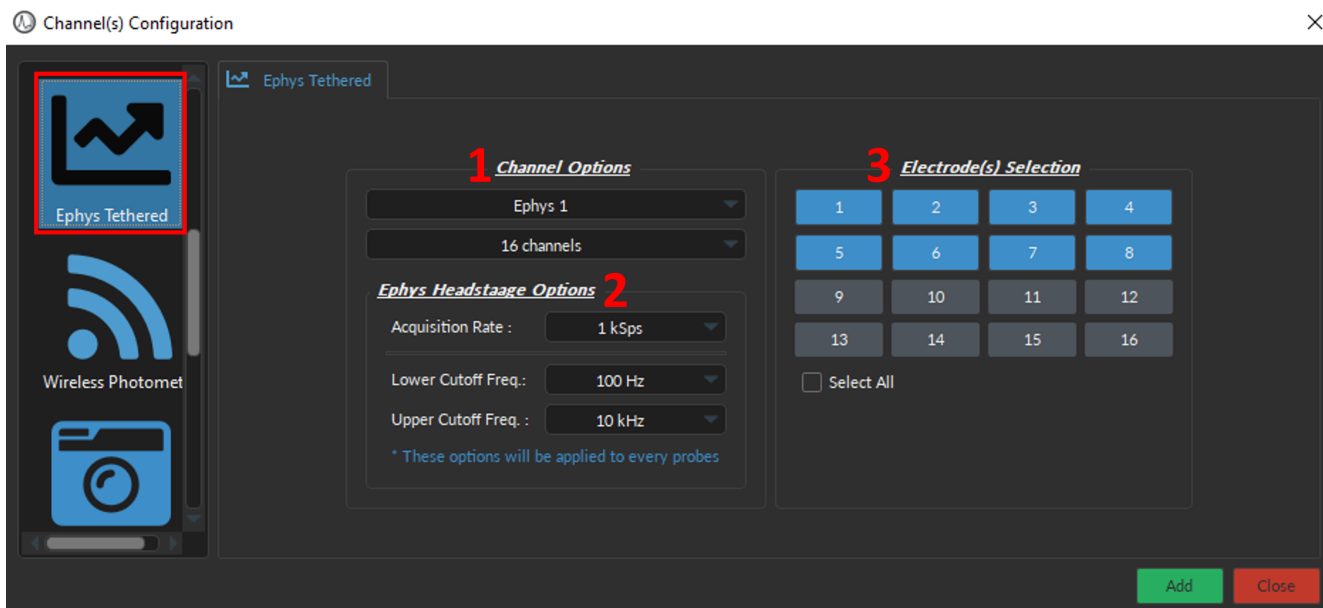 Channel(s) Configuration
Ephys Tethered
Wireless Photomet
Ephys Tethered
1 Channel Options
Ephys 1
16 channels
Ephys Headstaage Options 2
Acquisition Rate : 1 kSps
Lower Cutoff Freq.: 100 Hz
Upper Cutoff Freq. : 10 kHz
* These options will be applied to every probes
3 Electrode(s) Selection
1 2 3 4
5 6 7 8
9 10 11 12
13 14 15 16
Select All
Add Close